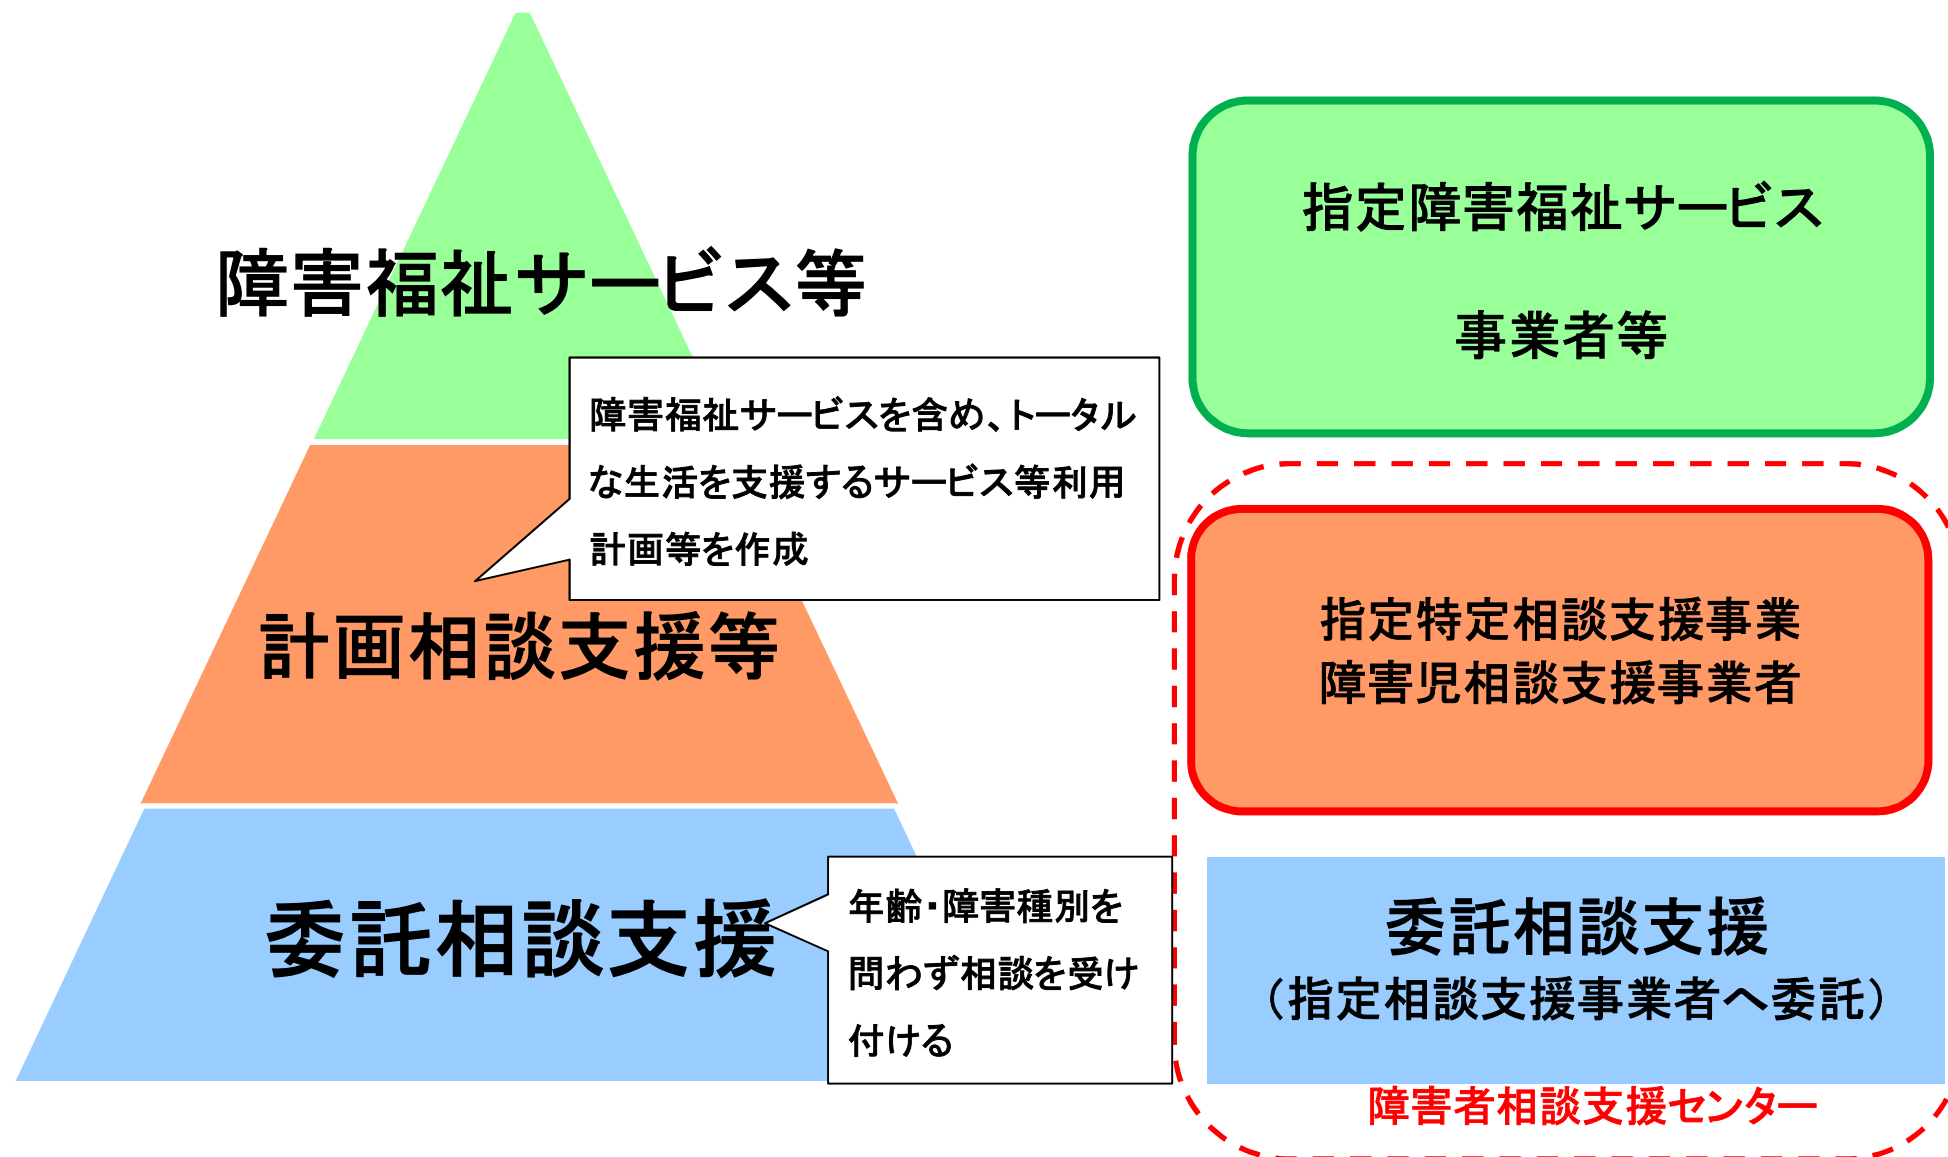 障害福祉サービス等
障害福祉サービスを含め、トータル
な生活を支援するサービス等利用
計画等を作成
計画相談支援等
委託相談支援
年齢・障害種別を
問わず相談を受け
付ける
指定障害福祉サービス
事業者等
指定特定相談支援事業
障害児相談支援事業者
委託相談支援
（指定相談支援事業者へ委託）
障害者相談支援センター